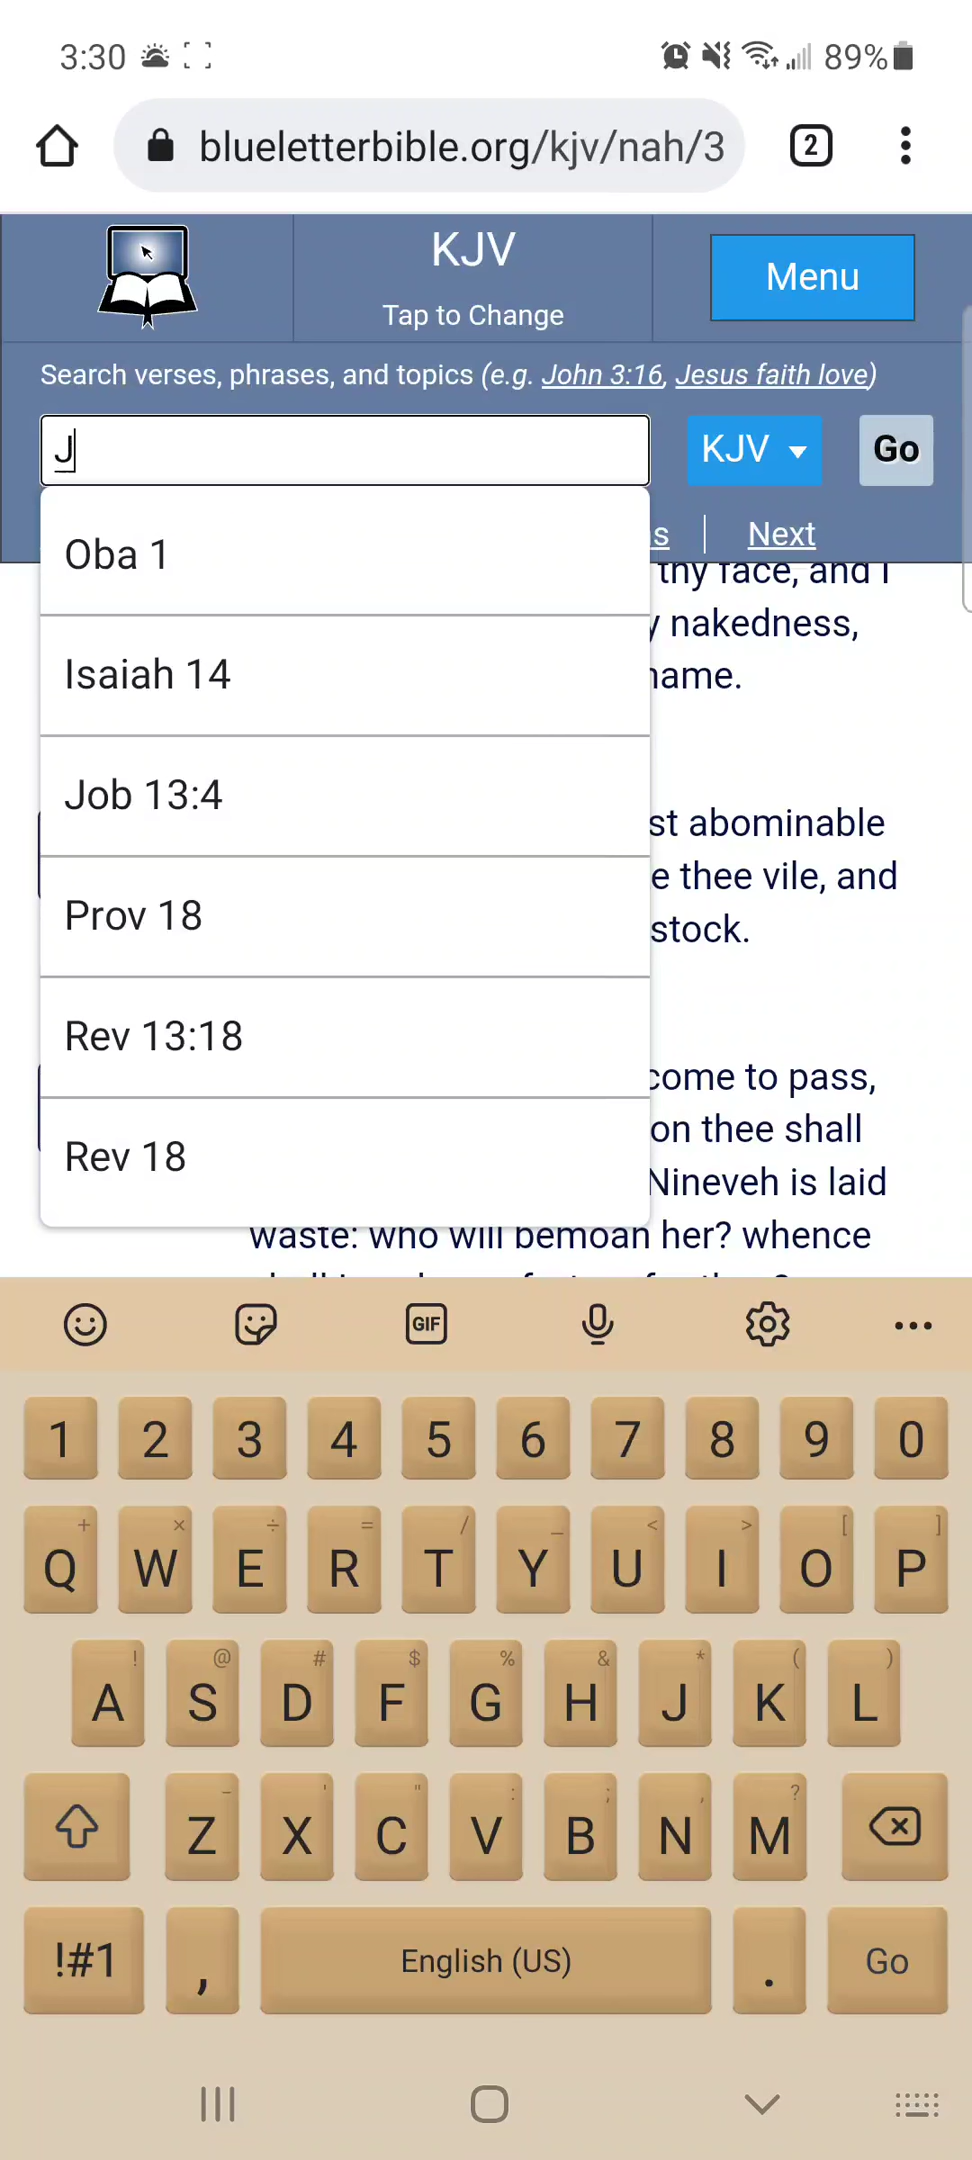 3:30 89%
blueletterbible.org/kjv/nah/3 2
KJV
Tap to Change
Menu
Search verses, phrases, and topics (e.g. John 3:16, Jesus faith love)
J KJV Go
s | Next
Oba 1
thy face, and I
y nakedness,
Isaiah 14
hame.
Job 13:4
st abominable
e thee vile, and
Prov 18
stock.
Rev 13:18
come to pass,
on thee shall
Rev 18
Nineveh is laid
waste: who will bemoan her? whence
GIF
1 2 3 4 5 6 7 8 9 0
+ × ÷ = / _ < > [ ]
Q W E R T Y U I O P
! @ # $ % & * ( )
A S D F G H J K L
- ' " : ; , ?
Z X C V B N M
!#1 , English (US) . Go